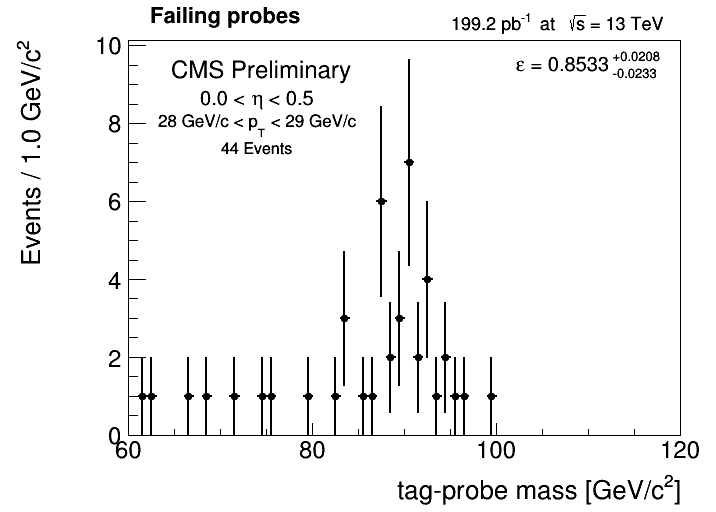 Failing probes
199.2 pb⁻¹ at √s = 13 TeV
Events / 1.0 GeV/c²
CMS Preliminary
0.0 < η < 0.5
28 GeV/c < p_T < 29 GeV/c
44 Events
ε = 0.8533 +0.0208 -0.0233
10
8
6
4
2
0
60 80 100 120
tag-probe mass [GeV/c²]